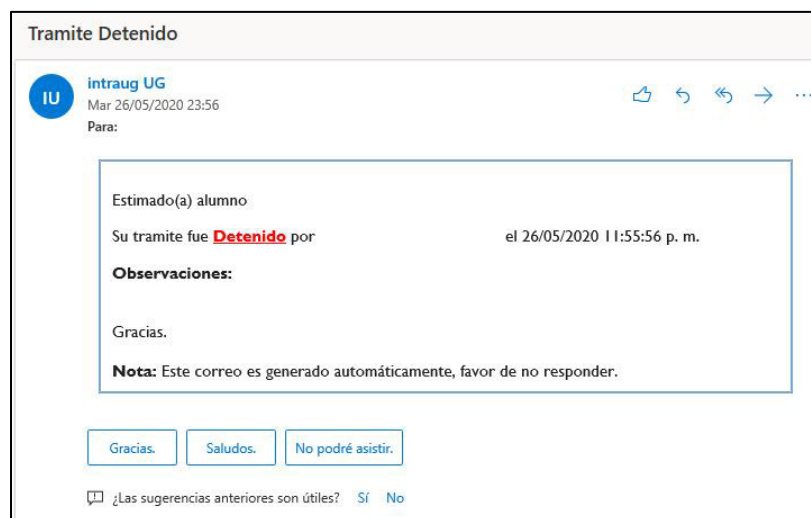 Tramite Detenido
IU
intraug UG
Mar 26/05/2020 23:56
Para:
Estimado(a) alumno
Su tramite fue Detenido por el 26/05/2020 11:55:56 p. m.
Observaciones:
Gracias.
Nota: Este correo es generado automáticamente, favor de no responder.
Gracias. Saludos. No podré asistir.
¿Las sugerencias anteriores son útiles? Sí No